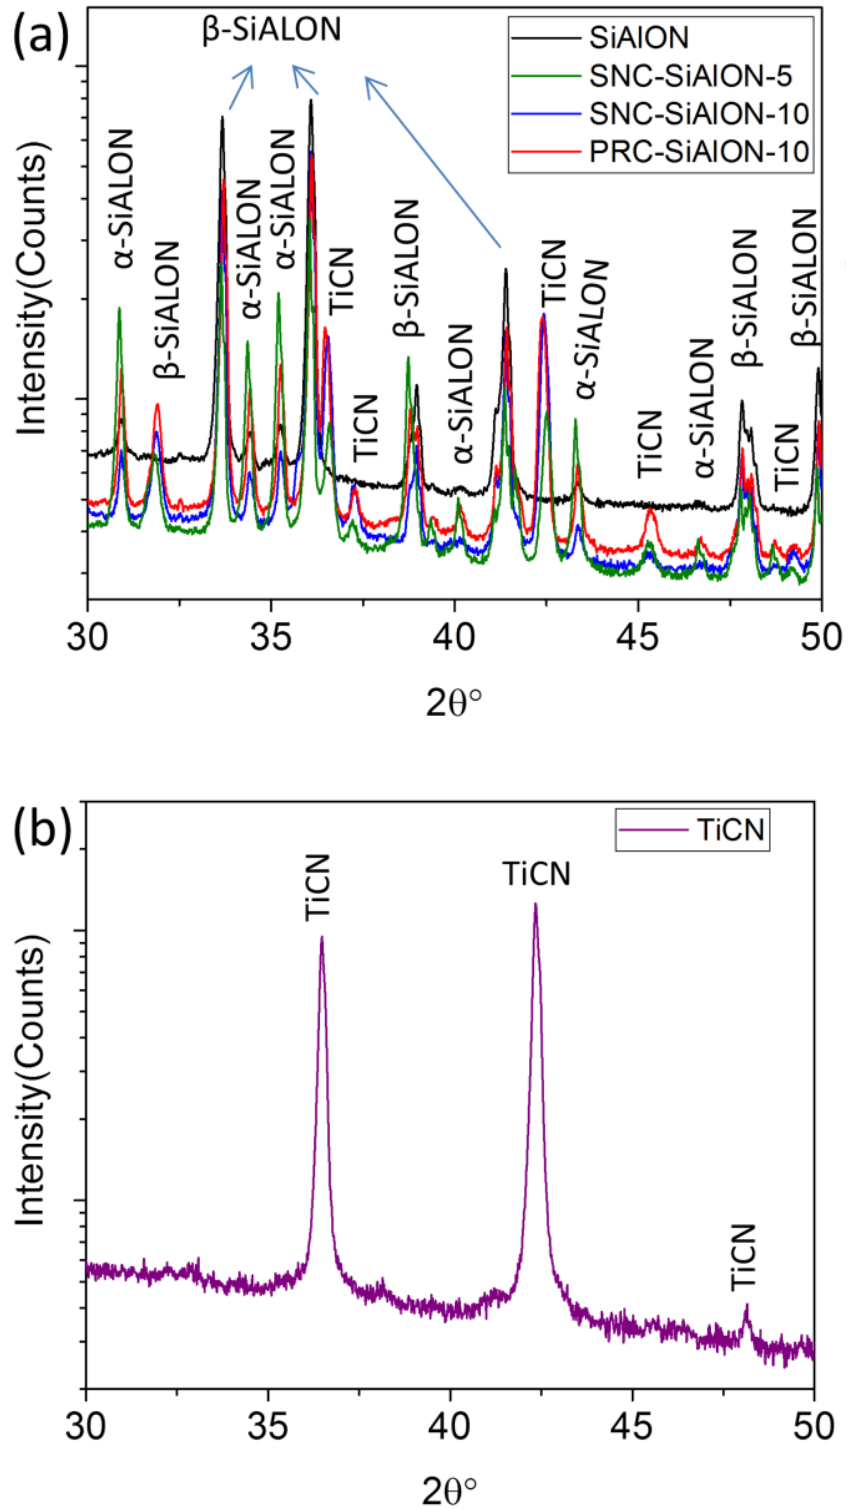 (a)
β-SiALON
SiAlON
SNC-SiAlON-5
SNC-SiAlON-10
PRC-SiAlON-10
α-SiALON
β-SiALON
α-SiALON
α-SiALON
TiCN
TiCN
β-SiALON
α-SiALON
TiCN
α-SiALON
TiCN
α-SiALON
β-SiALON
TiCN
β-SiALON
Intensity(Counts)
30 35 40 45 50
2θ°
(b)
TiCN
TiCN
TiCN
TiCN
Intensity(Counts)
30 35 40 45 50
2θ°